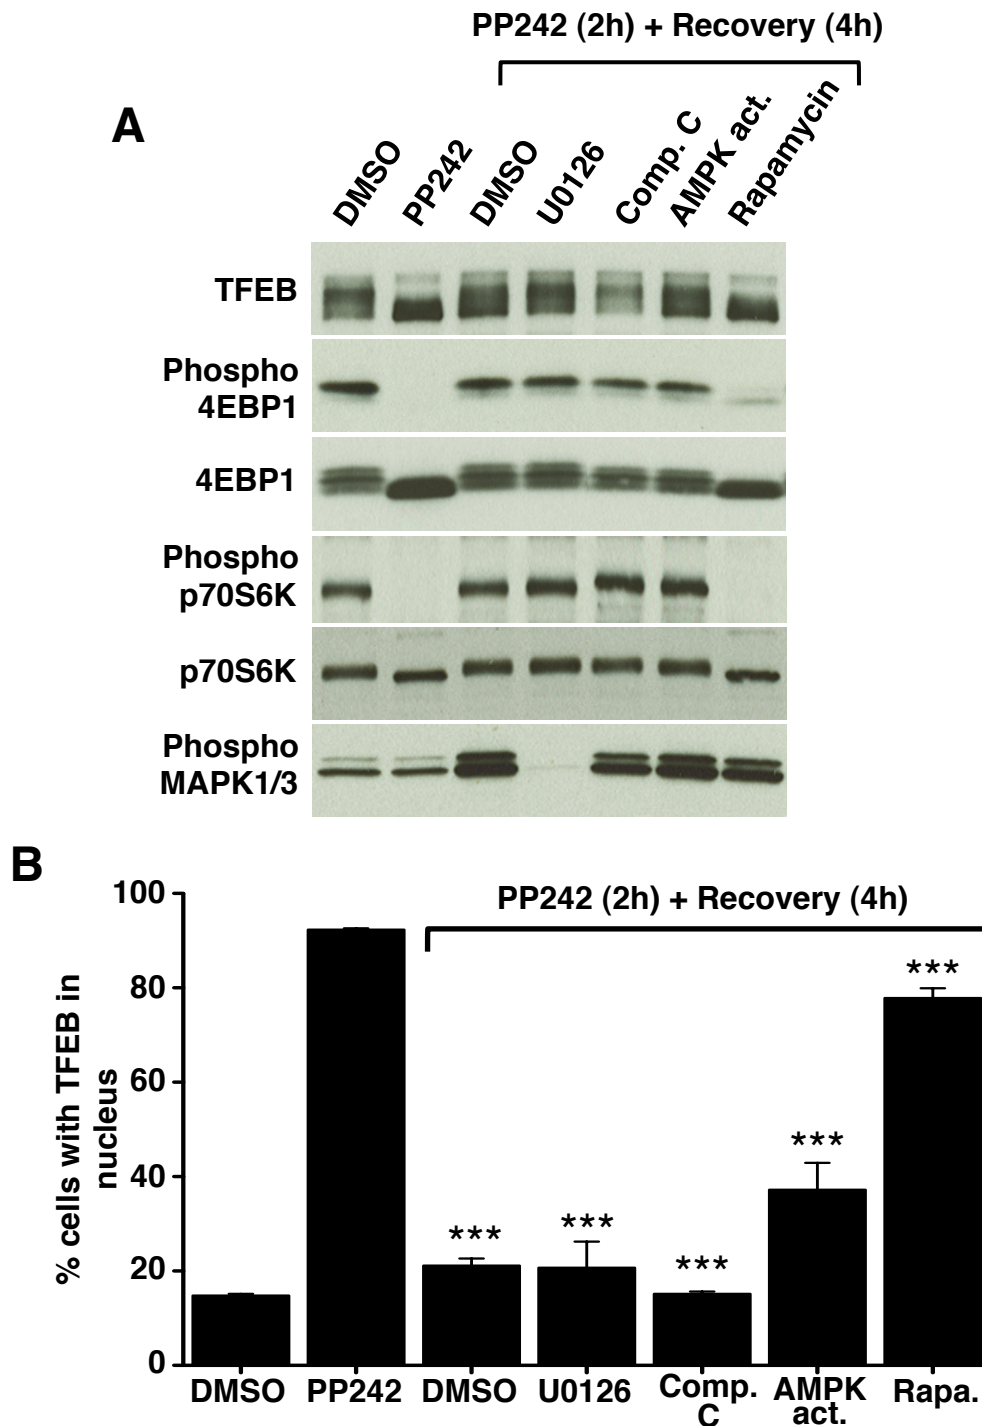 PP242 (2h) + Recovery (4h)
A
DMSO
PP242
DMSO
U0126
Comp. C
AMPK act.
Rapamycin
TFEB
Phospho
4EBP1
4EBP1
Phospho
p70S6K
p70S6K
Phospho
MAPK1/3
B
PP242 (2h) + Recovery (4h)
% cells with TFEB in
nucleus
100
80
60
40
20
0
***
***
***
***
***
DMSO
PP242
DMSO
U0126
Comp.
C
AMPK
act.
Rapa.